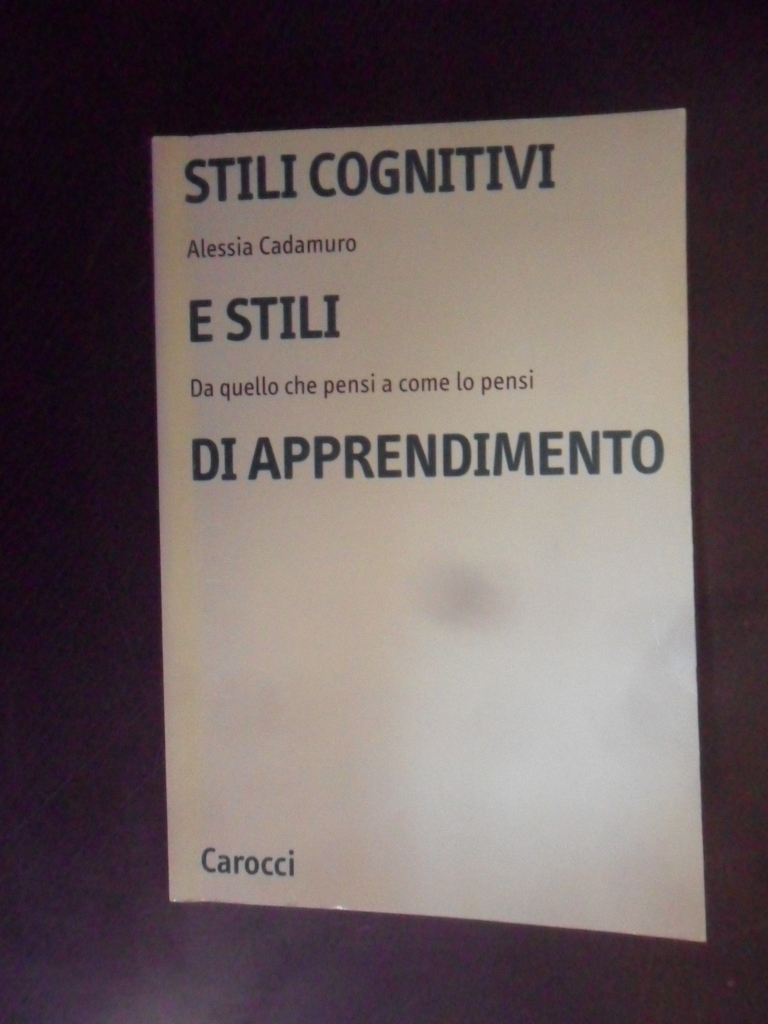 STILI COGNITIVI
Alessia Cadamuro
E STILI
Da quello che pensi a come lo pensi
DI APPRENDIMENTO
Carocci